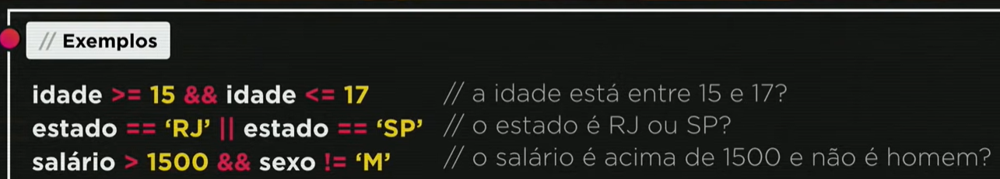 // Exemplos
idade >= 15 && idade <= 17 // a idade está entre 15 e 17?
estado == ‘RJ’ || estado == ‘SP’ // o estado é RJ ou SP?
salário > 1500 && sexo != ‘M’ // o salário é acima de 1500 e não é homem?